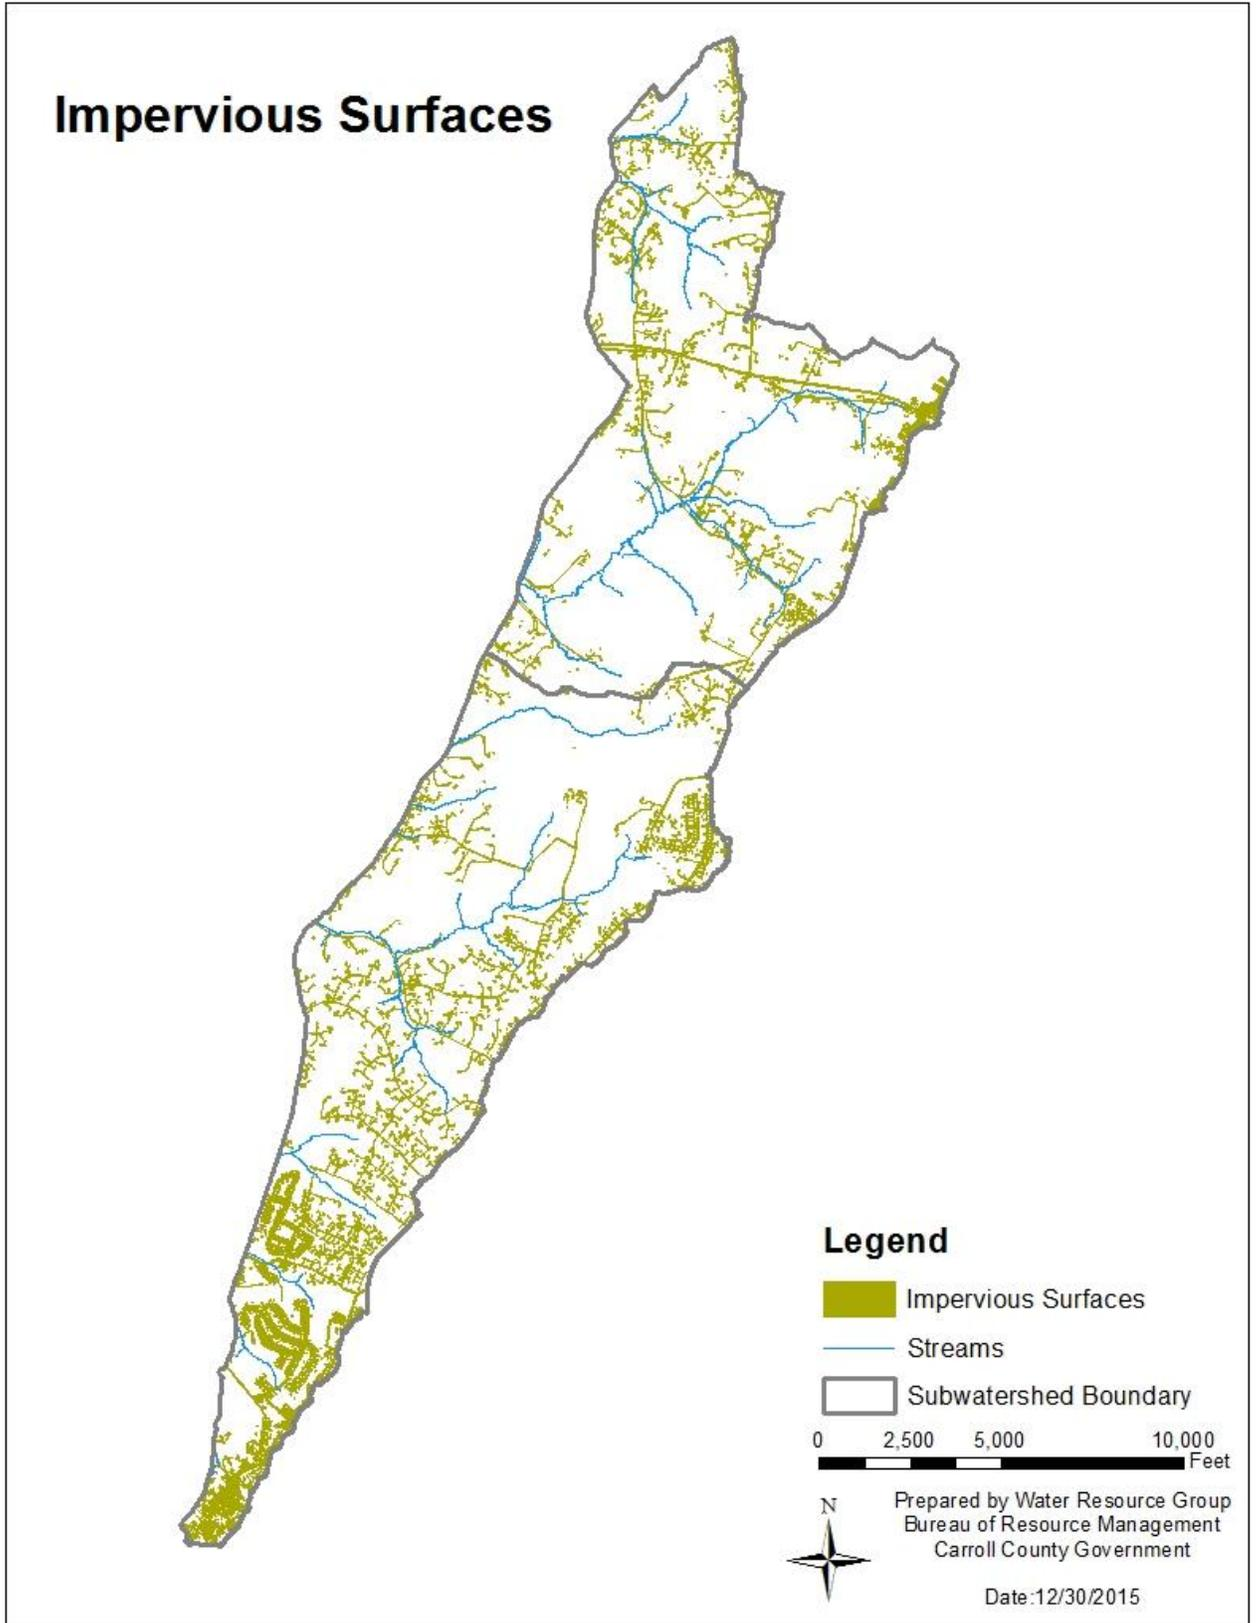 Impervious Surfaces
Legend
Impervious Surfaces
Streams
Subwatershed Boundary
0 2,500 5,000 10,000
Feet
N
Prepared by Water Resource Group
Bureau of Resource Management
Carroll County Government
Date:12/30/2015